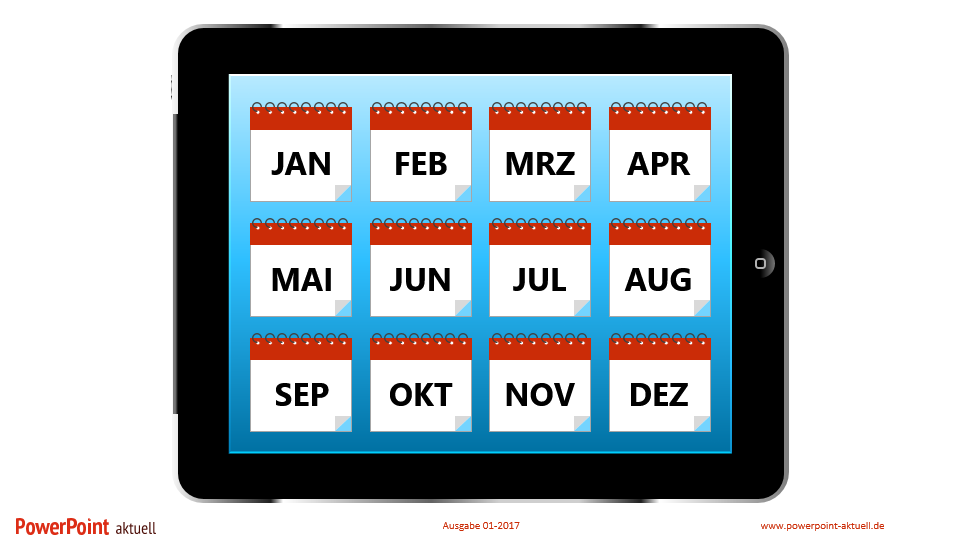 JAN FEB MRZ APR
MAI JUN JUL AUG
SEP OKT NOV DEZ
PowerPoint aktuell
Ausgabe 01-2017
www.powerpoint-aktuell.de